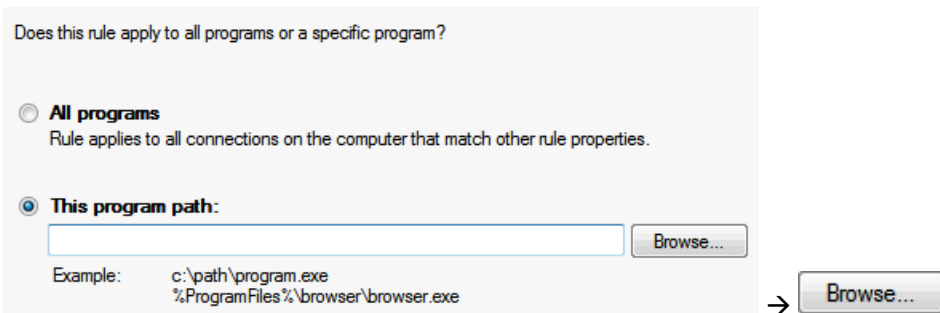 Does this rule apply to all programs or a specific program?
All programs
Rule applies to all connections on the computer that match other rule properties.
This program path:
Browse...
Example: c:\path\program.exe
%ProgramFiles%\browser\browser.exe
→ Browse...